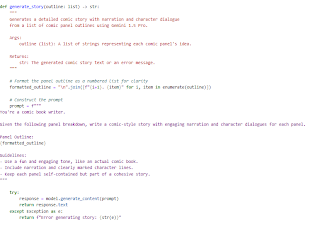 def generate_story(outline: list) -> str:
"""
Generates a detailed comic story with narration and character dialogue
from a list of comic panel outlines using Gemini 1.5 Pro.
Args:
outline (list): A list of strings representing each comic panel's idea.
Returns:
str: The generated comic story text or an error message.
"""
# Format the panel outline as a numbered list for clarity
formatted_outline = "\n".join([f"{i+1}. {item}" for i, item in enumerate(outline)])
# Construct the prompt
prompt = f"""
You're a comic book writer.
Given the following panel breakdown, write a comic-style story with engaging narration and character dialogues for each panel.
Panel Outline:
{formatted_outline}
Guidelines:
- Use a fun and engaging tone, like an actual comic book.
- Include narration and clearly marked character lines.
- Keep each panel self-contained but part of a cohesive story.
"""
try:
response = model.generate_content(prompt)
return response.text
except Exception as e:
return f"Error generating story: {str(e)}"